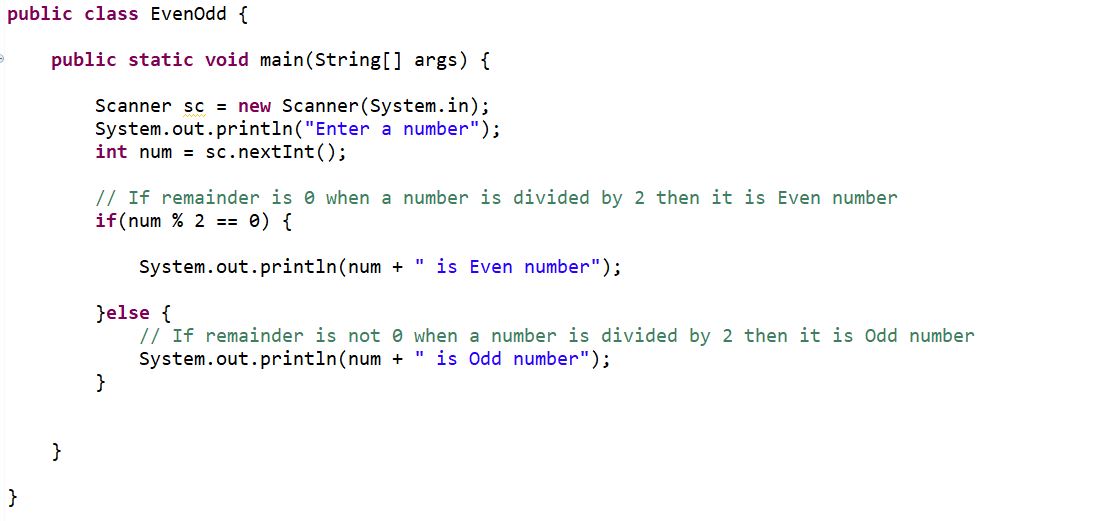 public class EvenOdd {
public static void main(String[] args) {
Scanner sc = new Scanner(System.in);
System.out.println("Enter a number");
int num = sc.nextInt();
// If remainder is 0 when a number is divided by 2 then it is Even number
if(num % 2 == 0) {
System.out.println(num + " is Even number");
}else {
// If remainder is not 0 when a number is divided by 2 then it is Odd number
System.out.println(num + " is Odd number");
}
}
}